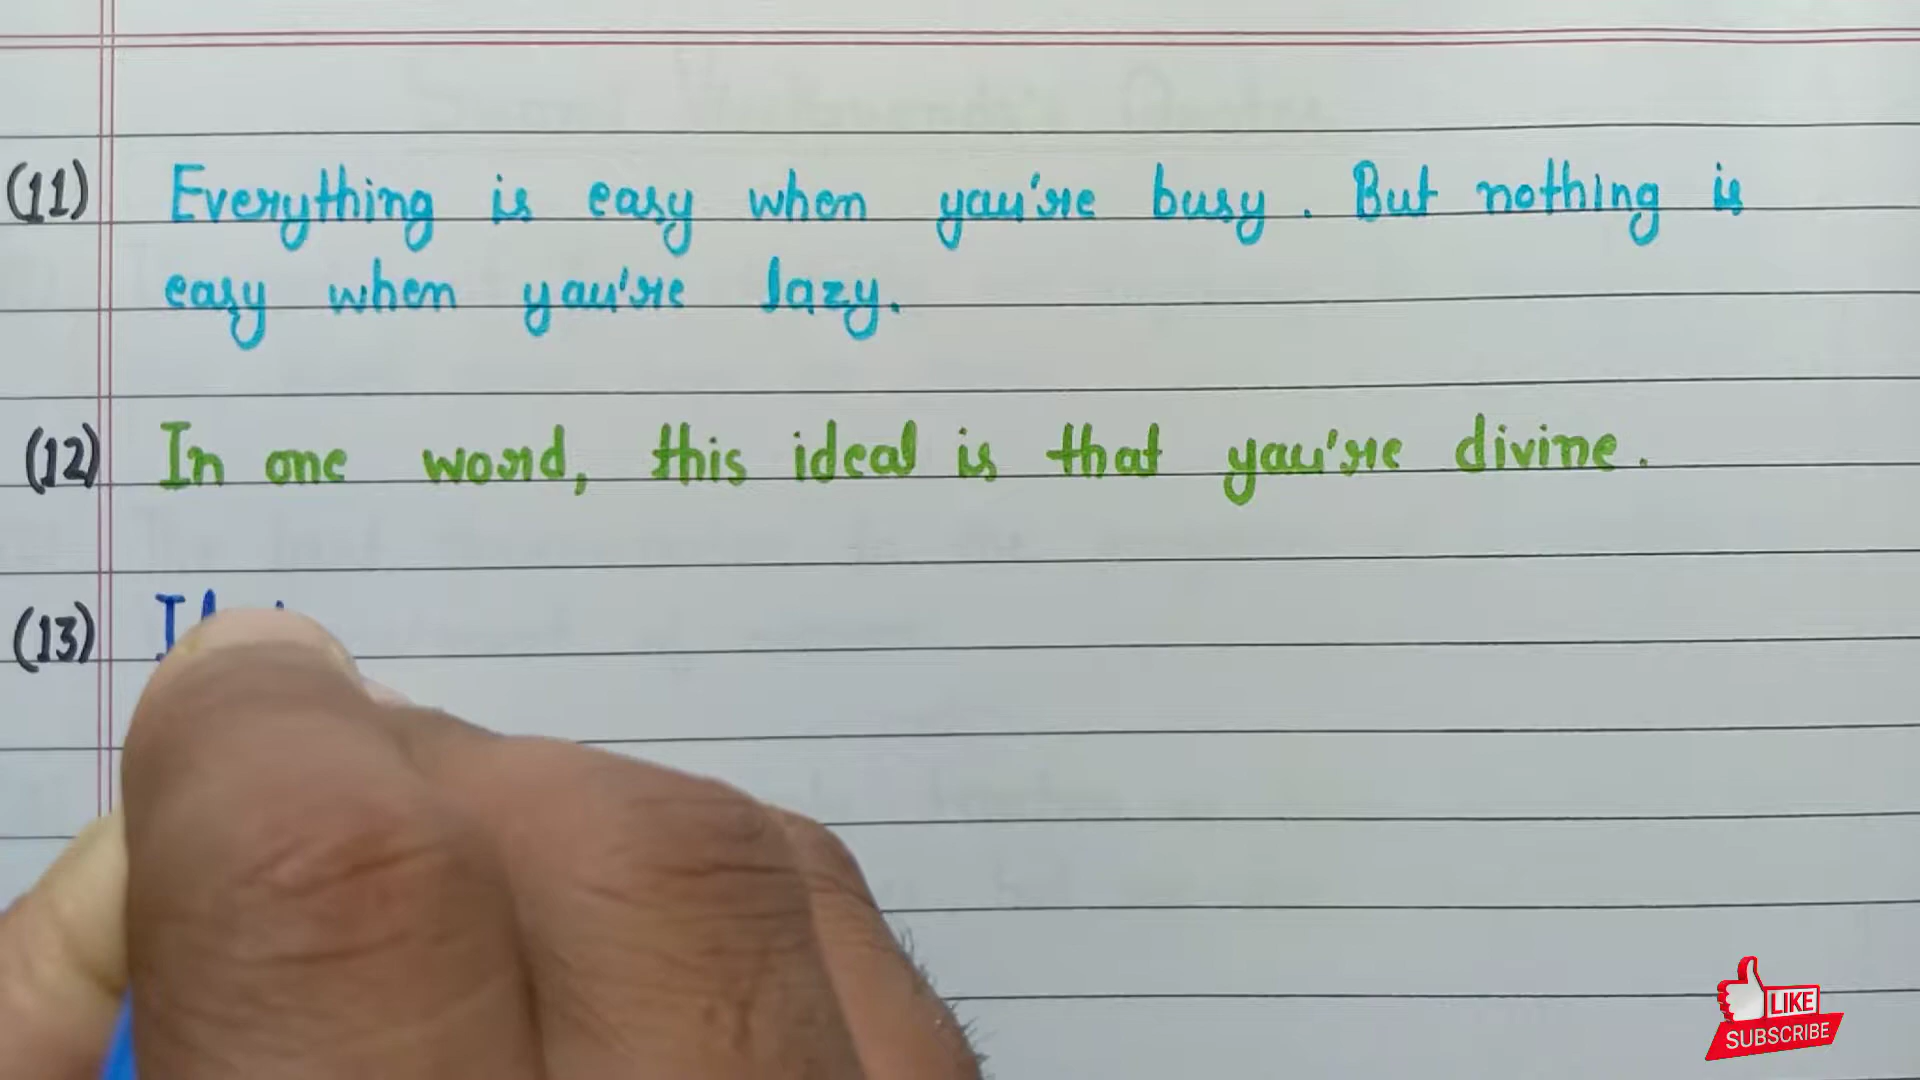 (11) Everything is easy when you're busy. But nothing is
easy when you're lazy.
(12) In one word, this ideal is that you're divine.
(13)
LIKE
SUBSCRIBE